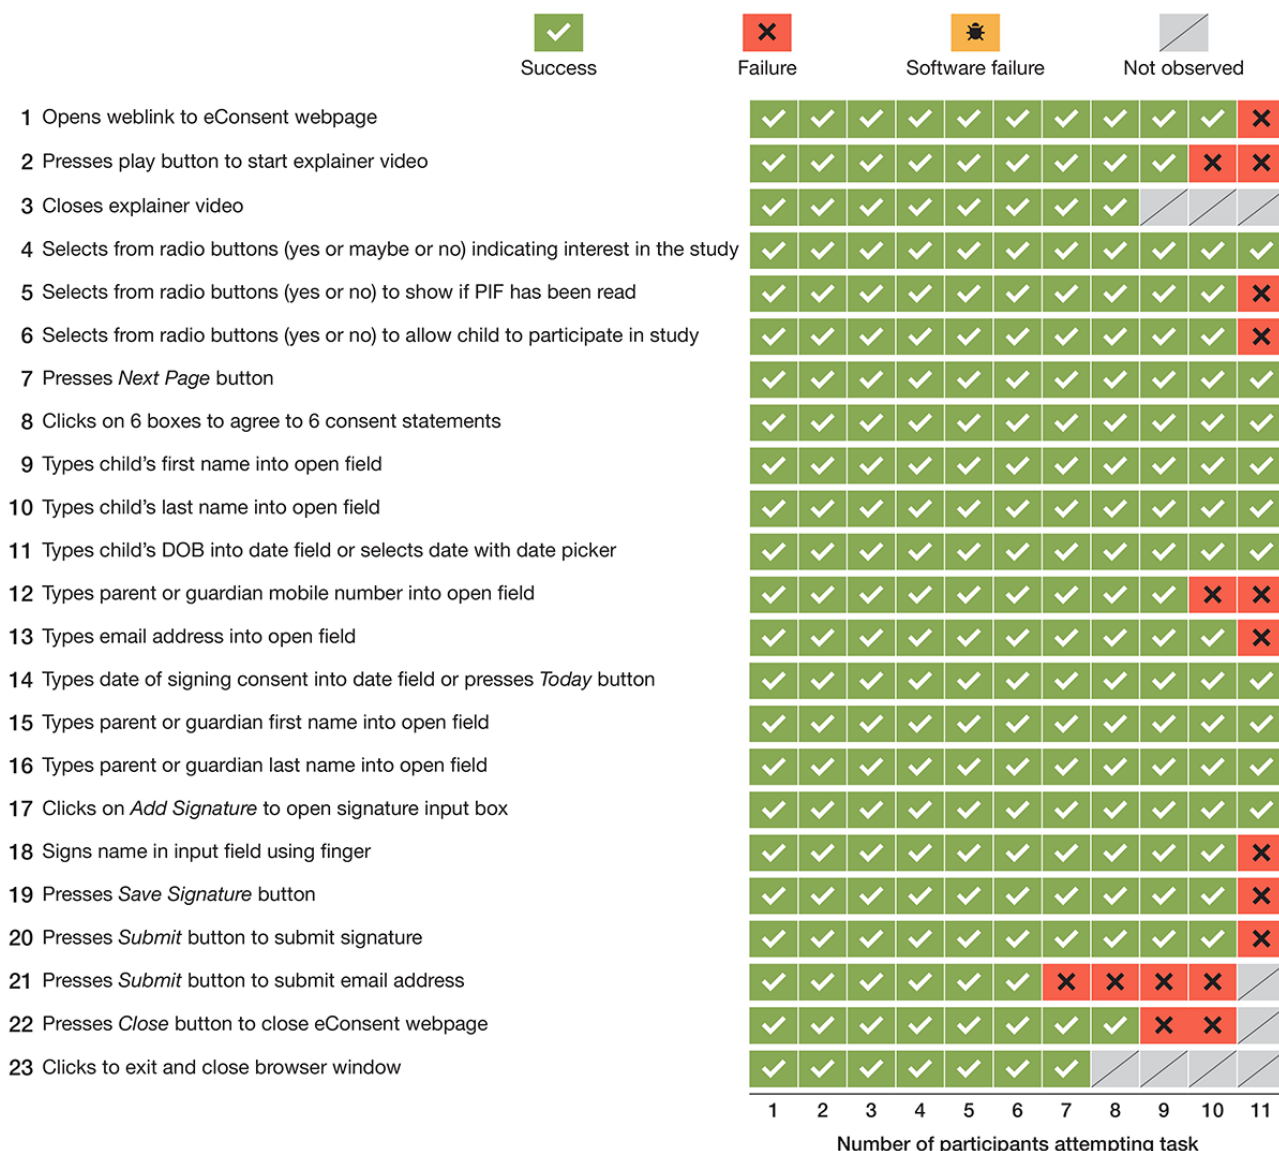 Success Failure Software failure Not observed
1 Opens weblink to eConsent webpage
2 Presses play button to start explainer video
3 Closes explainer video
4 Selects from radio buttons (yes or maybe or no) indicating interest in the study
5 Selects from radio buttons (yes or no) to show if PIF has been read
6 Selects from radio buttons (yes or no) to allow child to participate in study
7 Presses Next Page button
8 Clicks on 6 boxes to agree to 6 consent statements
9 Types child’s first name into open field
10 Types child’s last name into open field
11 Types child’s DOB into date field or selects date with date picker
12 Types parent or guardian mobile number into open field
13 Types email address into open field
14 Types date of signing consent into date field or presses Today button
15 Types parent or guardian first name into open field
16 Types parent or guardian last name into open field
17 Clicks on Add Signature to open signature input box
18 Signs name in input field using finger
19 Presses Save Signature button
20 Presses Submit button to submit signature
21 Presses Submit button to submit email address
22 Presses Close button to close eConsent webpage
23 Clicks to exit and close browser window
1 2 3 4 5 6 7 8 9 10 11
Number of participants attempting task